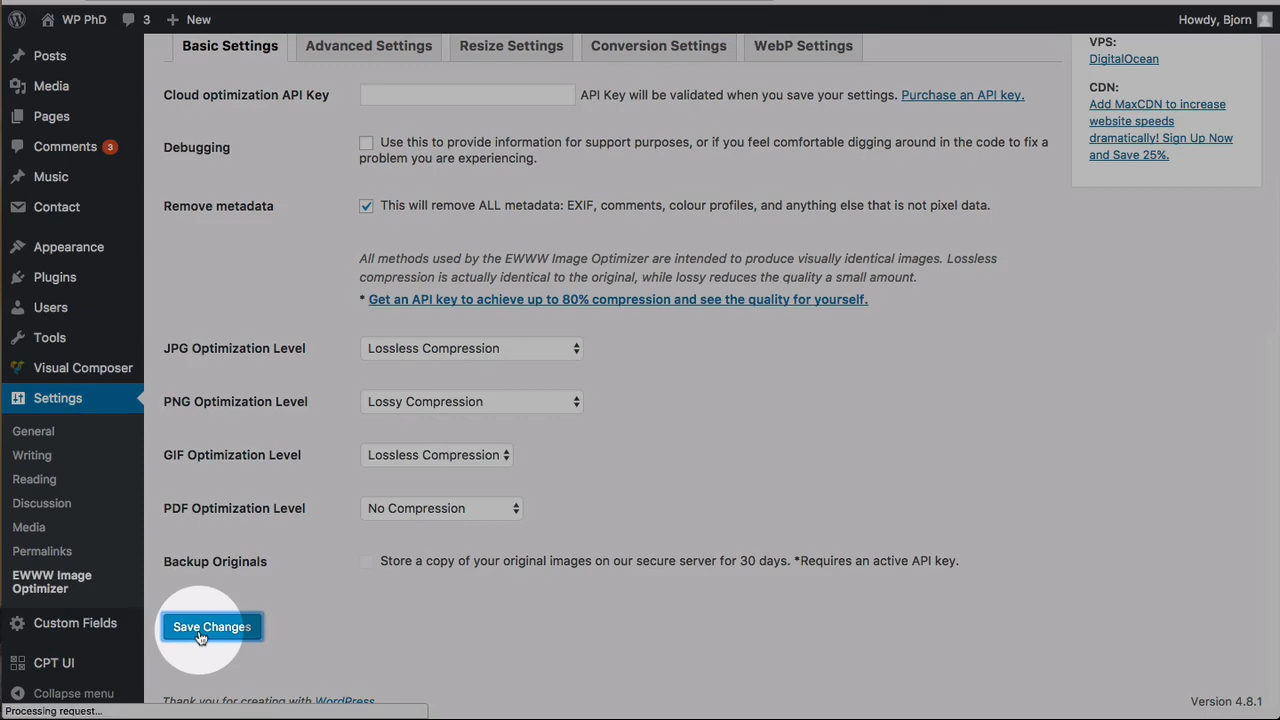 WP PhD
3
New
Howdy, Bjorn
Posts
Media
Pages
Comments 3
Music
Contact
Appearance
Plugins
Users
Tools
Visual Composer
Settings
General
Writing
Reading
Discussion
Media
Permalinks
EWWW Image
Optimizer
Custom Fields
CPT UI
Collapse menu
Basic Settings
Advanced Settings
Resize Settings
Conversion Settings
WebP Settings
Cloud optimization API Key
API Key will be validated when you save your settings. Purchase an API key.
Debugging
Use this to provide information for support purposes, or if you feel comfortable digging around in the code to fix a
problem you are experiencing.
Remove metadata
This will remove ALL metadata: EXIF, comments, colour profiles, and anything else that is not pixel data.
All methods used by the EWWW Image Optimizer are intended to produce visually identical images. Lossless
compression is actually identical to the original, while lossy reduces the quality a small amount.
* Get an API key to achieve up to 80% compression and see the quality for yourself.
JPG Optimization Level
Lossless Compression
PNG Optimization Level
Lossy Compression
GIF Optimization Level
Lossless Compression
PDF Optimization Level
No Compression
Backup Originals
Store a copy of your original images on our secure server for 30 days. *Requires an active API key.
Save Changes
Thank you for creating with WordPress
Version 4.8.1
VPS:
DigitalOcean
CDN:
Add MaxCDN to increase
website speeds
dramatically! Sign Up Now
and Save 25%.
Processing request...